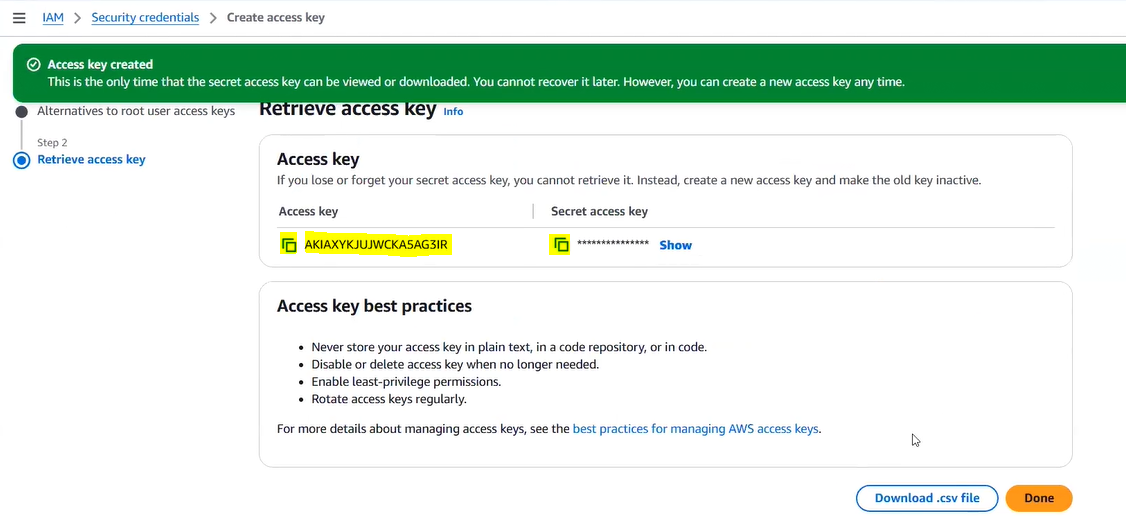 IAM > Security credentials > Create access key
Access key created
This is the only time that the secret access key can be viewed or downloaded. You cannot recover it later. However, you can create a new access key any time.
Alternatives to root user access keys
Step 2
Retrieve access key
Retrieve access key Info
Access key
If you lose or forget your secret access key, you cannot retrieve it. Instead, create a new access key and make the old key inactive.
Access key
Secret access key
AKIAXYKJUJWCKA5AG3IR
*************** Show
Access key best practices
• Never store your access key in plain text, in a code repository, or in code.
• Disable or delete access key when no longer needed.
• Enable least-privilege permissions.
• Rotate access keys regularly.
For more details about managing access keys, see the best practices for managing AWS access keys.
Download .csv file
Done